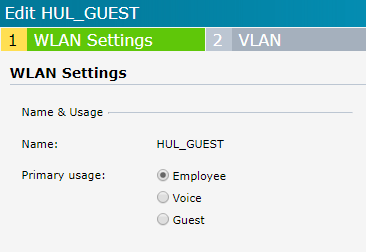 Edit HUL_GUEST
1 WLAN Settings 2 VLAN
WLAN Settings
Name & Usage
Name: HUL_GUEST
Primary usage: Employee
Voice
Guest